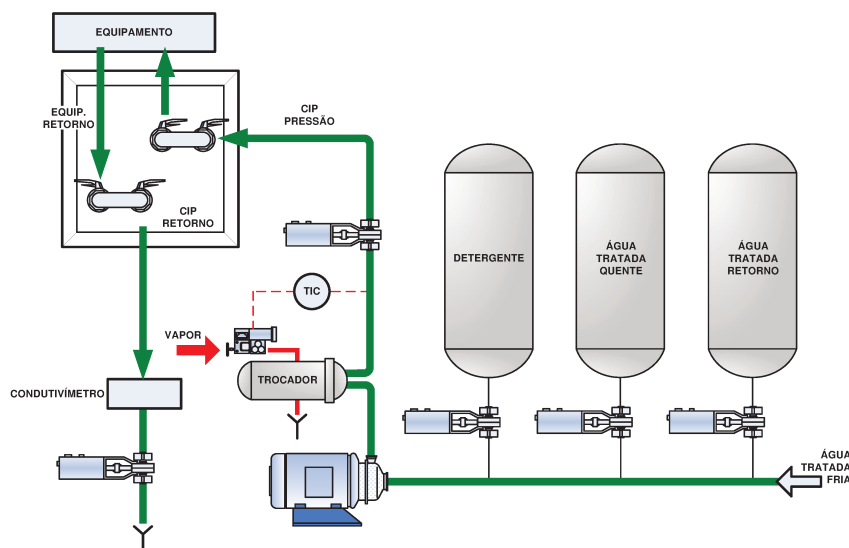 EQUIPAMENTO
EQUIP.
RETORNO
CIP
PRESSÃO
CIP
RETORNO
DETERGENTE
ÁGUA
TRATADA
QUENTE
ÁGUA
TRATADA
RETORNO
TIC
VAPOR
TROCADOR
CONDUTIVÍMETRO
ÁGUA
TRATADA
FRIA